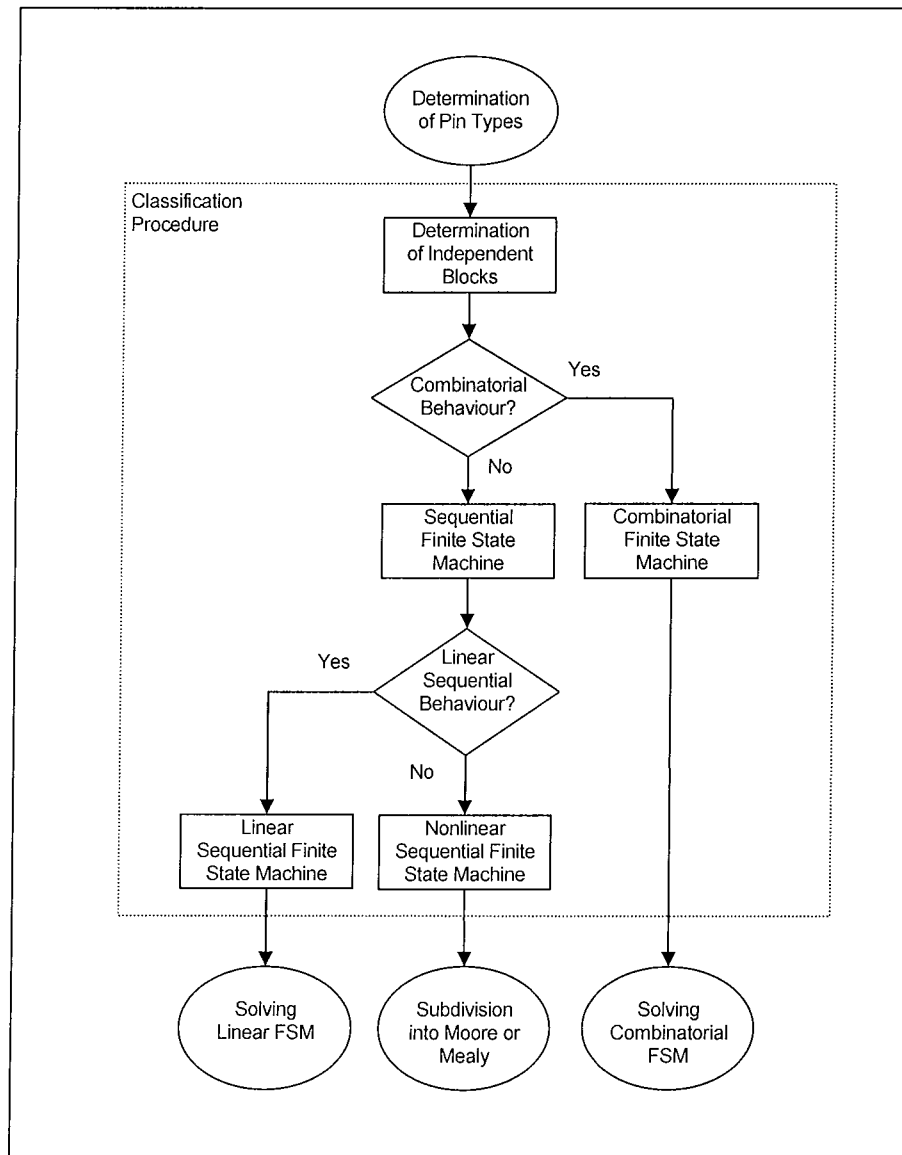 Determination
of Pin Types
Classification
Procedure
Determination
of Independent
Blocks
Combinatorial
Behaviour?
Yes
No
Sequential
Finite State
Machine
Combinatorial
Finite State
Machine
Linear
Sequential
Behaviour?
Yes
No
Linear
Sequential Finite
State Machine
Nonlinear
Sequential Finite
State Machine
Solving
Linear FSM
Subdivision
into Moore or
Mealy
Solving
Combinatorial
FSM